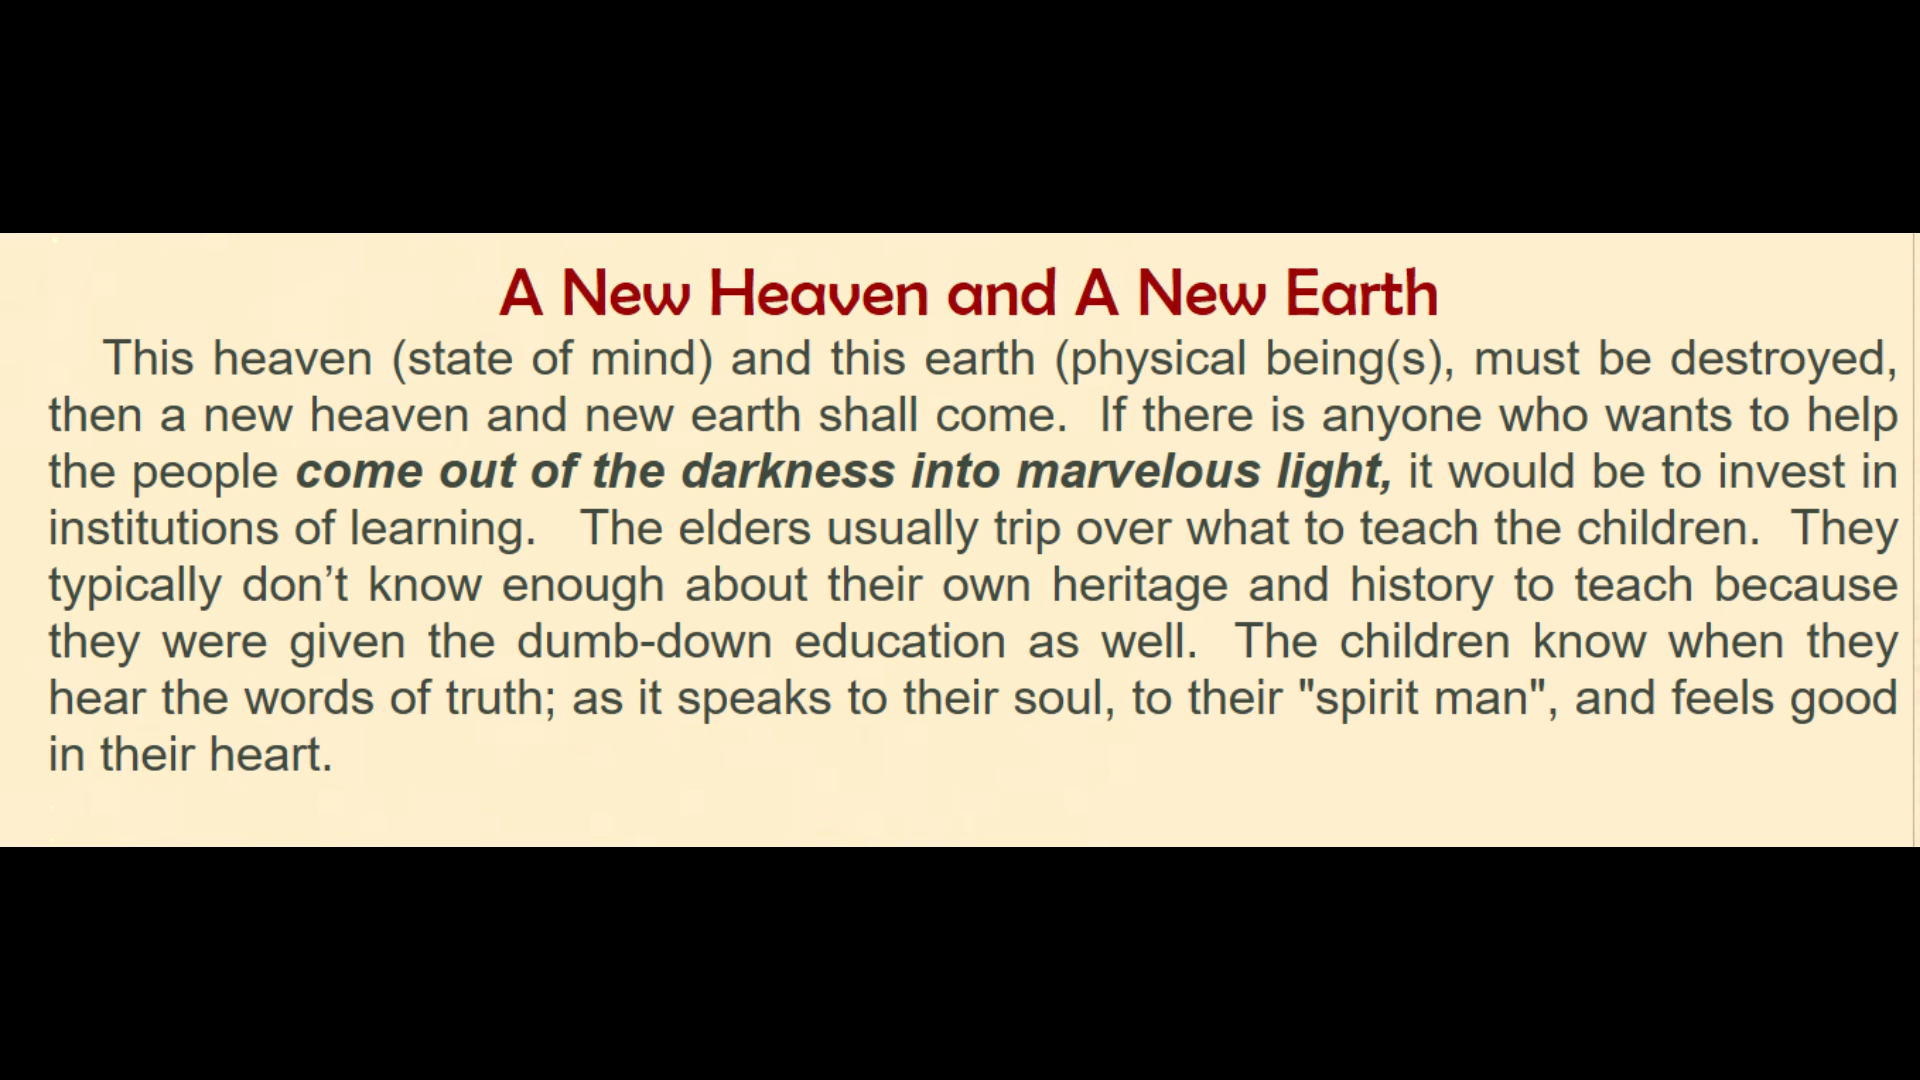 A New Heaven and A New Earth
This heaven (state of mind) and this earth (physical being(s), must be destroyed,
then a new heaven and new earth shall come. If there is anyone who wants to help
the people come out of the darkness into marvelous light, it would be to invest in
institutions of learning. The elders usually trip over what to teach the children. They
typically don’t know enough about their own heritage and history to teach because
they were given the dumb-down education as well. The children know when they
hear the words of truth; as it speaks to their soul, to their "spirit man", and feels good
in their heart.